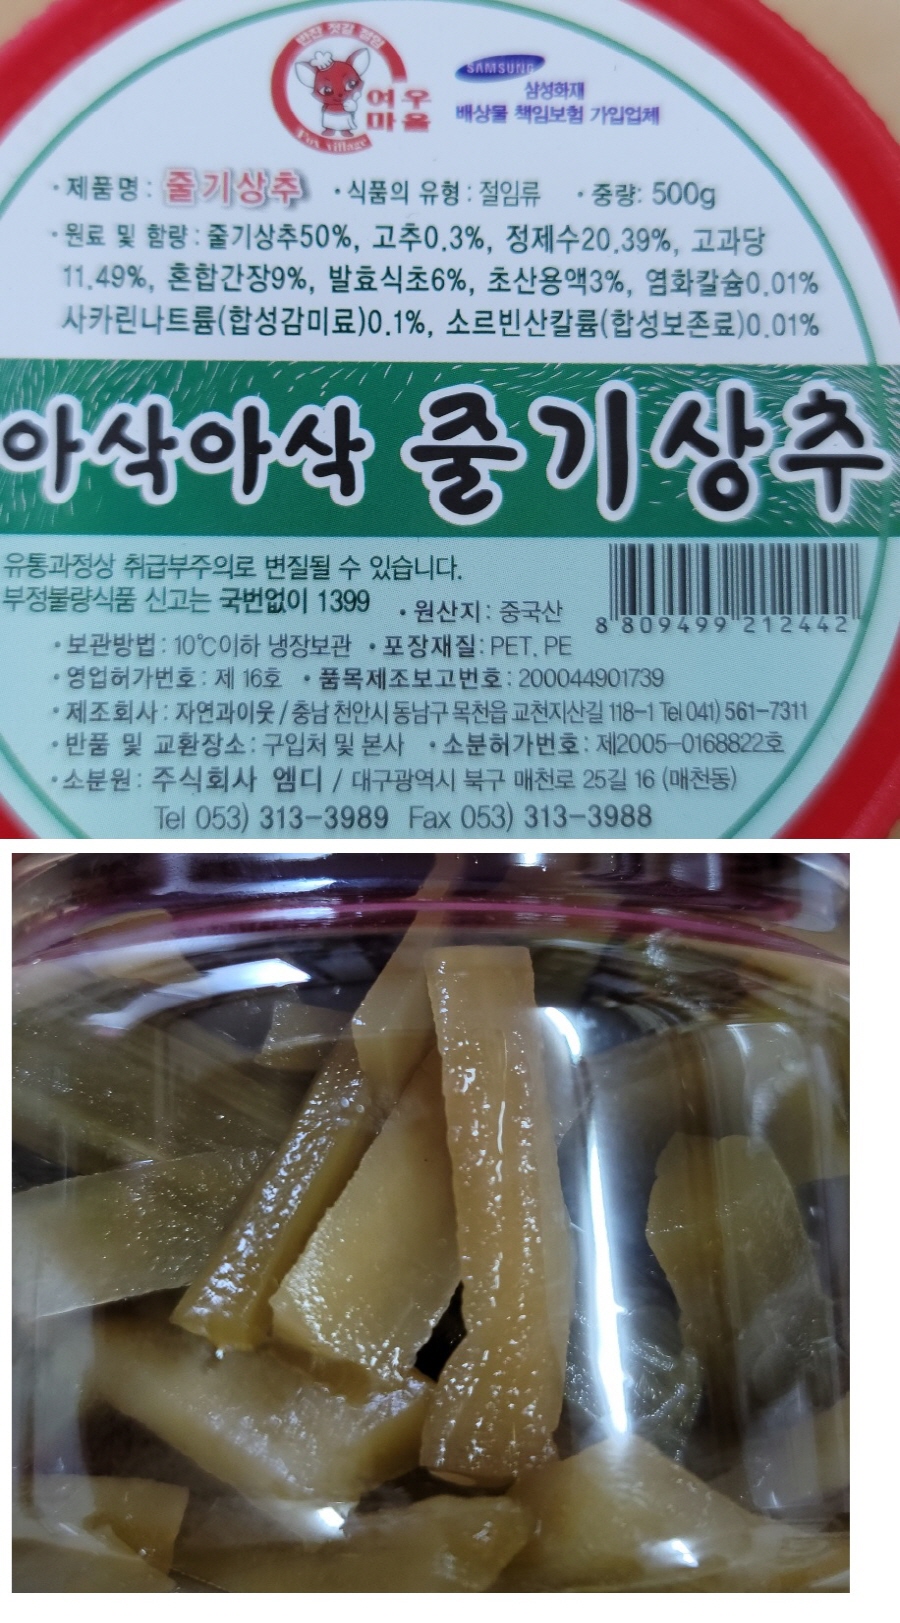 반찬 젓갈 절임
여우
마을
Fox Village
SAMSUNG
삼성화재
배상물 책임보험 가입업체
·제품명: 줄기상추 ·식품의 유형: 절임류 ·중량: 500g
·원료 및 함량: 줄기상추50%, 고추0.3%, 정제수20.39%, 고과당
11.49%, 혼합간장9%, 발효식초6%, 초산용액3%, 염화칼슘0.01%
사카린나트륨(합성감미료)0.1%, 소르빈산칼륨(합성보존료)0.01%
아삭아삭 줄기상추
유통과정상 취급부주의로 변질될 수 있습니다.
부정불량식품 신고는 국번없이 1399 ·원산지: 중국산
8 809499 212442
·보관방법: 10℃이하 냉장보관 ·포장재질: PET, PE
·영업허가번호: 제 16호 ·품목제조보고번호: 200044901739
·제조회사: 자연과이웃/충남 천안시 동남구 목천읍 교천지산길 118-1 Tel 041) 561-7311
·반품 및 교환장소: 구입처 및 본사 ·소분허가번호: 제2005-0168822호
·소분원: 주식회사 엠디 / 대구광역시 북구 매천로 25길 16 (매천동)
Tel 053) 313-3989 Fax 053) 313-3988